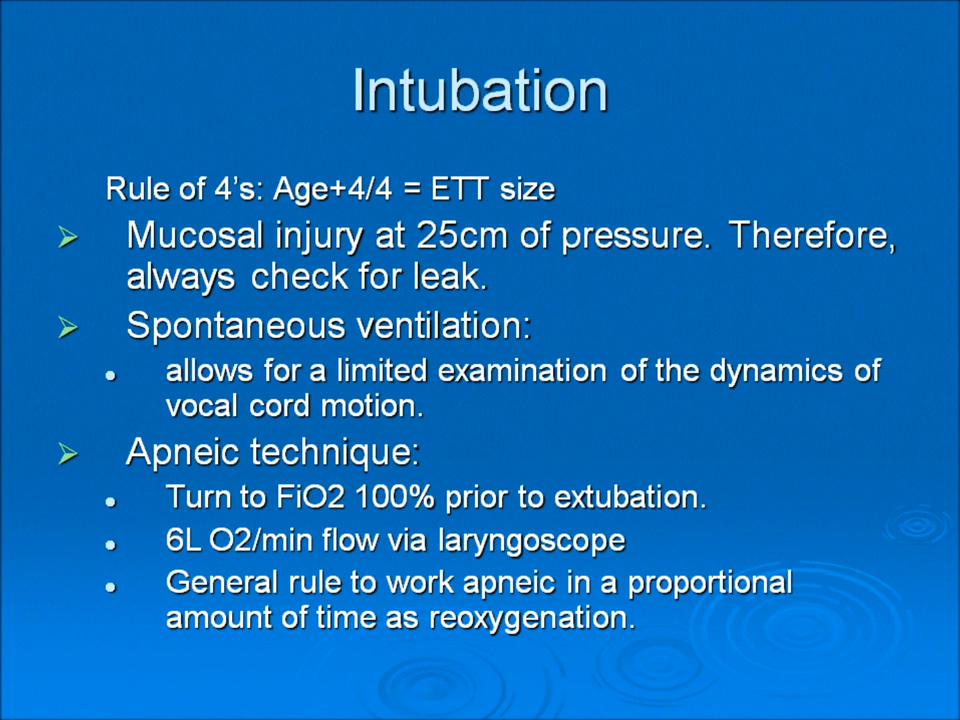 Intubation
Rule of 4's: Age+4/4 = ETT size
Mucosal injury at 25cm of pressure. Therefore,
always check for leak.
Spontaneous ventilation:
allows for a limited examination of the dynamics of
vocal cord motion.
Apneic technique:
Turn to FiO2 100% prior to extubation.
6L O2/min flow via laryngoscope
General rule to work apneic in a proportional
amount of time as reoxygenation.